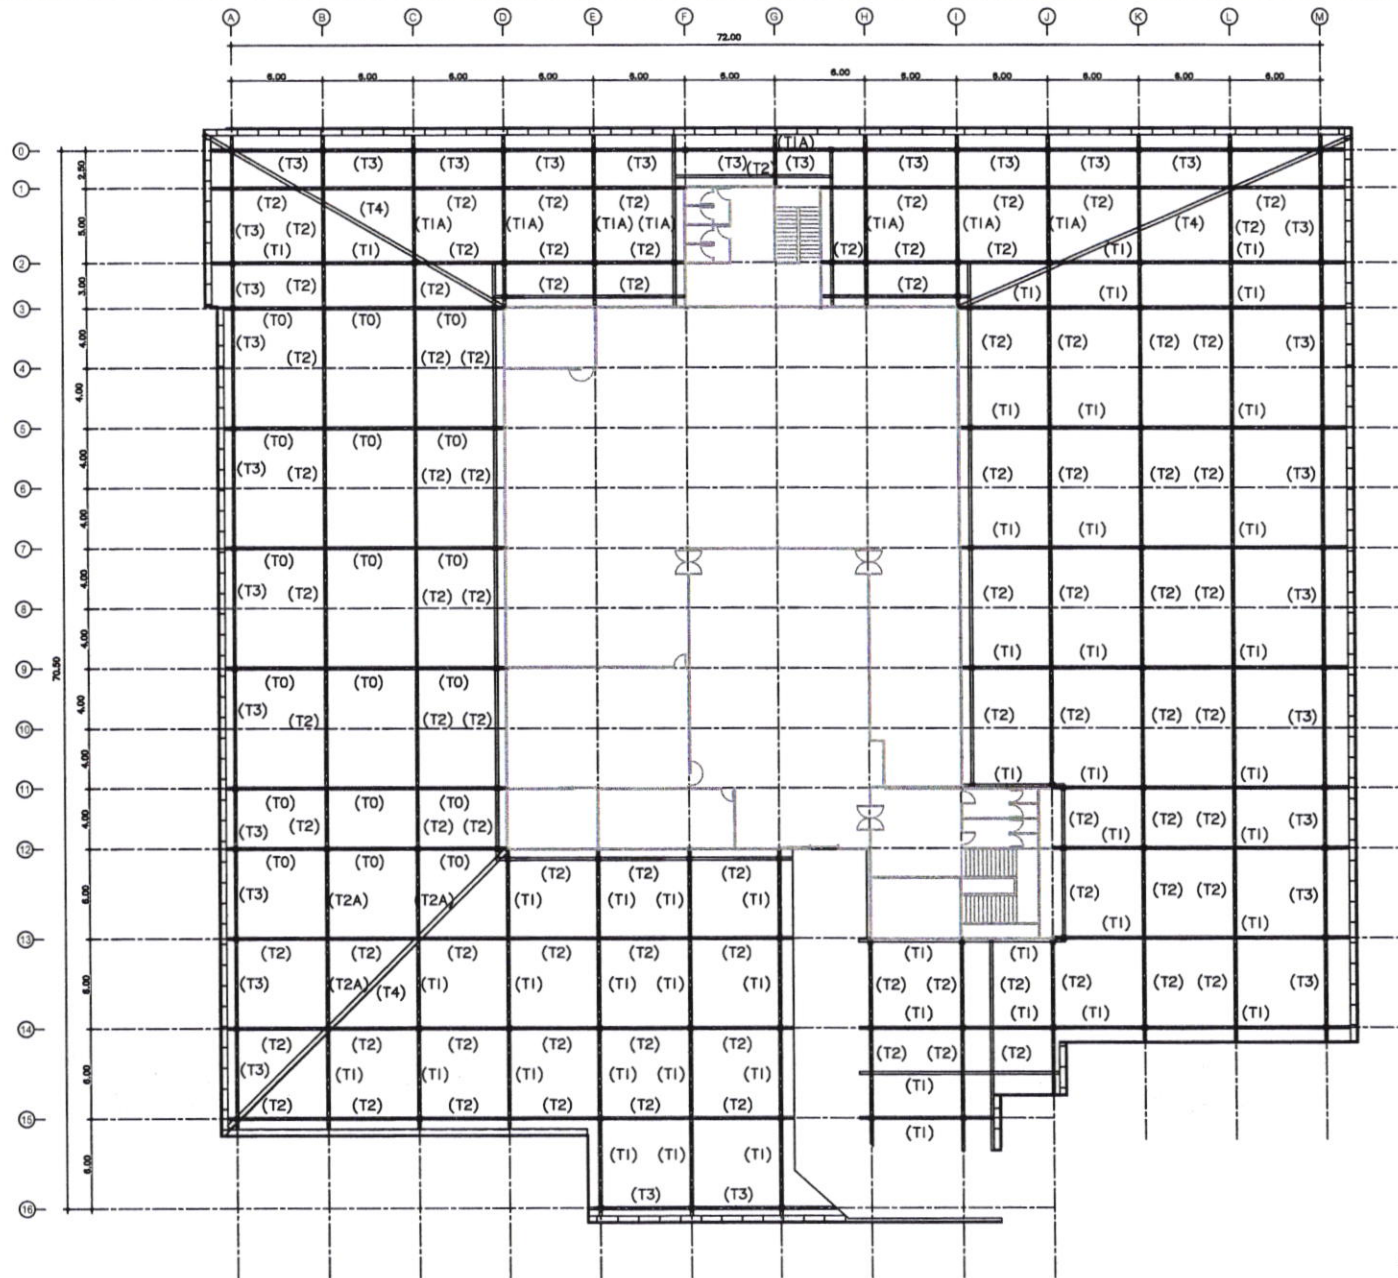 A B C D E F G H I J K L M
72.00
6.00 6.00 6.00 6.00 6.00 6.00 6.00 6.00 6.00 6.00 6.00 6.00
(T1A)
0
(T3) (T3) (T3) (T3) (T3) (T3) (T2) (T3) (T3) (T3) (T3) (T3)
2.50
1
(T2) (T4) (T2) (T2) (T2) (T2) (T2) (T2) (T4) (T2)
5.00
(T3) (T2) (T1A) (T1A) (T1A) (T1A) (T1A) (T1A) (T1A) (T2) (T3)
(T1) (T1) (T2) (T2) (T2) (T2) (T2) (T2) (T1) (T1)
2
3.00
(T3) (T2) (T2) (T2) (T2) (T2) (T1) (T1) (T1)
3
(T0) (T0) (T0)
4.00
(T3) (T2) (T2) (T2) (T2) (T2) (T2) (T2) (T3)
4
4.00
(T1) (T1) (T1)
5
(T0) (T0) (T0)
4.00
(T3) (T2) (T2) (T2) (T2) (T2) (T2) (T2) (T3)
6
4.00
(T1) (T1) (T1)
7
(T0) (T0) (T0)
4.00
(T3) (T2) (T2) (T2) (T2) (T2) (T2) (T2) (T3)
8
4.00
(T1) (T1) (T1)
9
70.50
(T0) (T0) (T0)
4.00
(T3) (T2) (T2) (T2) (T2) (T2) (T2) (T2) (T3)
10
4.00
(T1) (T1) (T1)
11
(T0) (T0) (T0)
4.00
(T3) (T2) (T2) (T2) (T2) (T2) (T2) (T3)
(T1) (T1)
12
(T0) (T0) (T0) (T2) (T2) (T2)
6.00
(T3) (T2A) (T2A) (T1) (T1) (T1) (T1) (T2) (T2) (T2) (T3)
(T1) (T1)
13
(T2) (T2) (T2) (T2) (T2) (T2) (T1) (T1)
6.00
(T3) (T2A) (T4) (T1) (T1) (T1) (T1) (T1) (T2) (T2) (T2) (T2) (T2) (T2) (T3)
(T1) (T1) (T1) (T1)
14
(T2) (T2) (T2) (T2) (T2) (T2) (T2) (T2) (T2)
6.00
(T3) (T1) (T1) (T1) (T1) (T1) (T1) (T1)
(T2) (T2) (T2) (T2) (T2) (T2)
15
(T1)
6.00
(T1) (T1) (T1)
(T3) (T3)
16